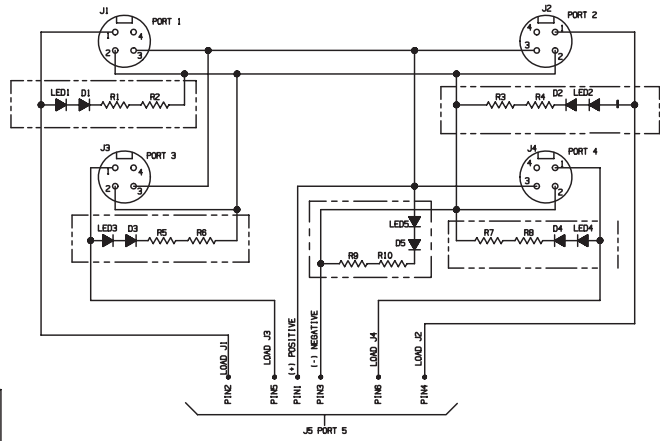 J1
PORT 1
1
4
2
3
J2
PORT 2
4
1
3
2
LED1 D1 R1 R2
R3 R4 D2 LED2
J3
PORT 3
1
4
2
3
J4
PORT 4
4
1
3
2
LED3 D3 R5 R6
LED5
D5
R9 R10
R7 R8 D4 LED4
LOAD J1
LOAD J3
(+) POSITIVE
(-) NEGATIVE
LOAD J4
LOAD J2
PIN2
PIN5
PIN1
PIN3
PIN6
PIN4
J5 PORT 5